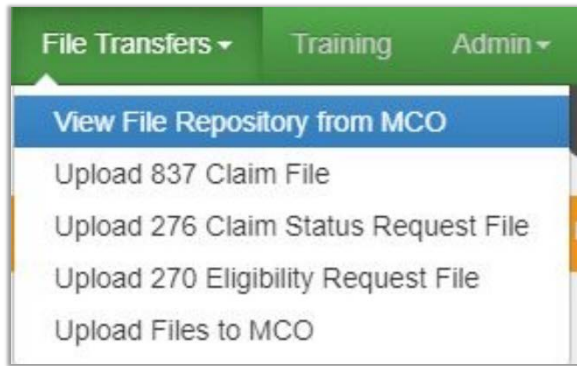 File Transfers Training Admin
View File Repository from MCO
Upload 837 Claim File
Upload 276 Claim Status Request File
Upload 270 Eligibility Request File
Upload Files to MCO